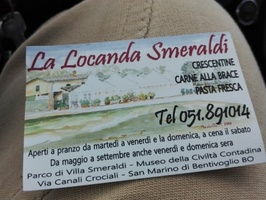 La Locanda Smeraldi
CRESCENTINE
CARNE ALLA BRACE
PASTA FRESCA
Tel 051.891014
Aperti a pranzo da martedì a venerdì e la domenica, a cena il sabato
Da maggio a settembre anche venerdì e domenica sera
Parco di Villa Smeraldi - Museo della Civiltà Contadina
Via Canali Crociali - San Marino di Bentivoglio BO